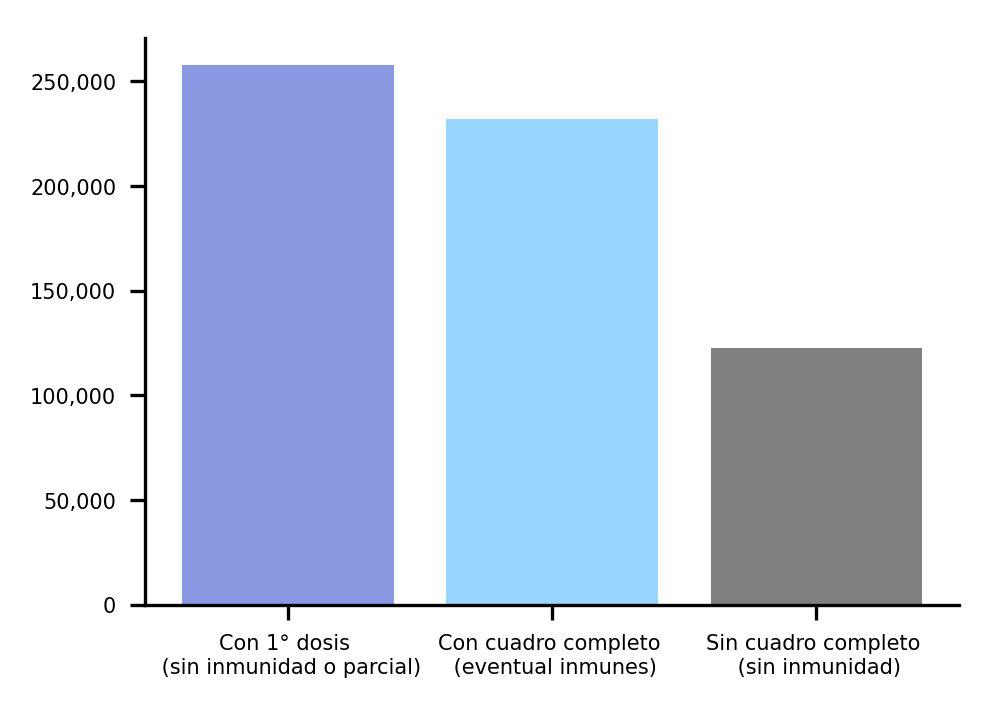 250,000
200,000
150,000
100,000
50,000
0
Con 1° dosis
(sin inmunidad o parcial)
Con cuadro completo
(eventual inmunes)
Sin cuadro completo
(sin inmunidad)